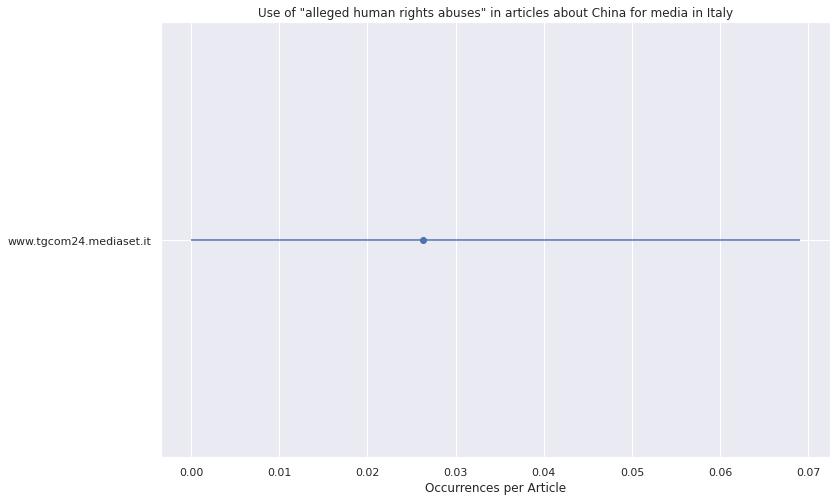 Use of "alleged human rights abuses" in articles about China for media in Italy
www.tgcom24.mediaset.it
0.00 0.01 0.02 0.03 0.04 0.05 0.06 0.07
Occurrences per Article